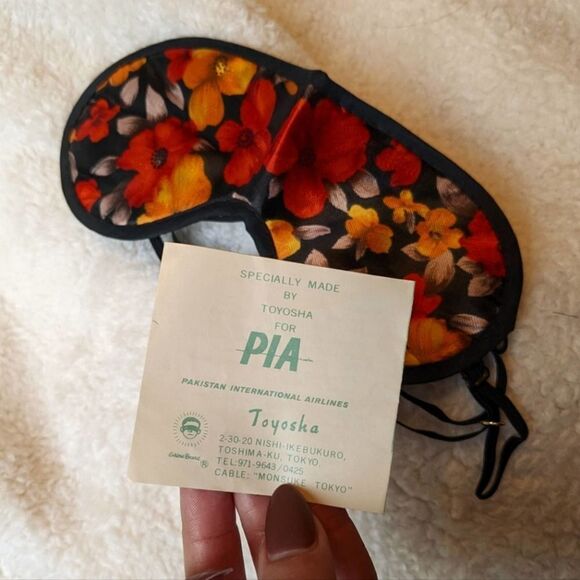 SPECIALLY MADE
BY
TOYOSHA
FOR
PIA
PAKISTAN INTERNATIONAL AIRLINES
Toyosha
2-30-20 NISHI-IKEBUKURO,
TOSHIMA-KU, TOKYO
TEL:971-9643/0425
CABLE: "MONSUKE TOKYO"
®